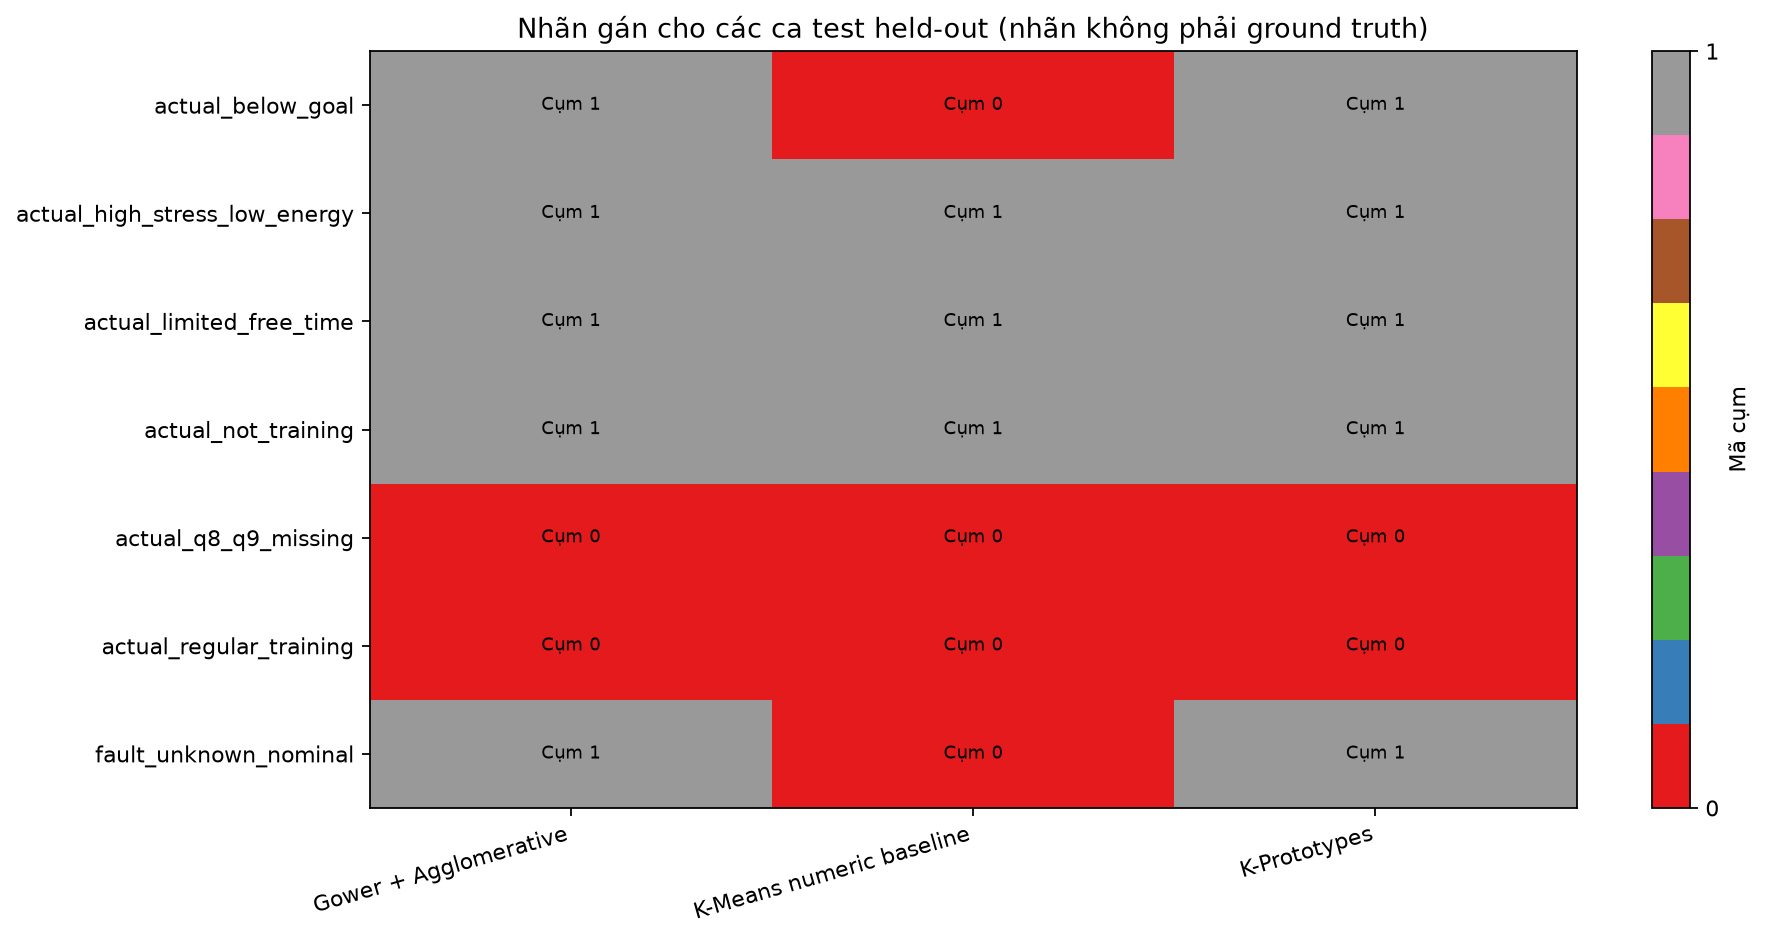 Nhãn gán cho các ca test held-out (nhãn không phải ground truth)
actual_below_goal
Cụm 1
Cụm 0
Cụm 1
actual_high_stress_low_energy
Cụm 1
Cụm 1
Cụm 1
actual_limited_free_time
Cụm 1
Cụm 1
Cụm 1
actual_not_training
Cụm 1
Cụm 1
Cụm 1
actual_q8_q9_missing
Cụm 0
Cụm 0
Cụm 0
actual_regular_training
Cụm 0
Cụm 0
Cụm 0
fault_unknown_nominal
Cụm 1
Cụm 0
Cụm 1
Gower + Agglomerative
K-Means numeric baseline
K-Prototypes
1
0
Mã cụm